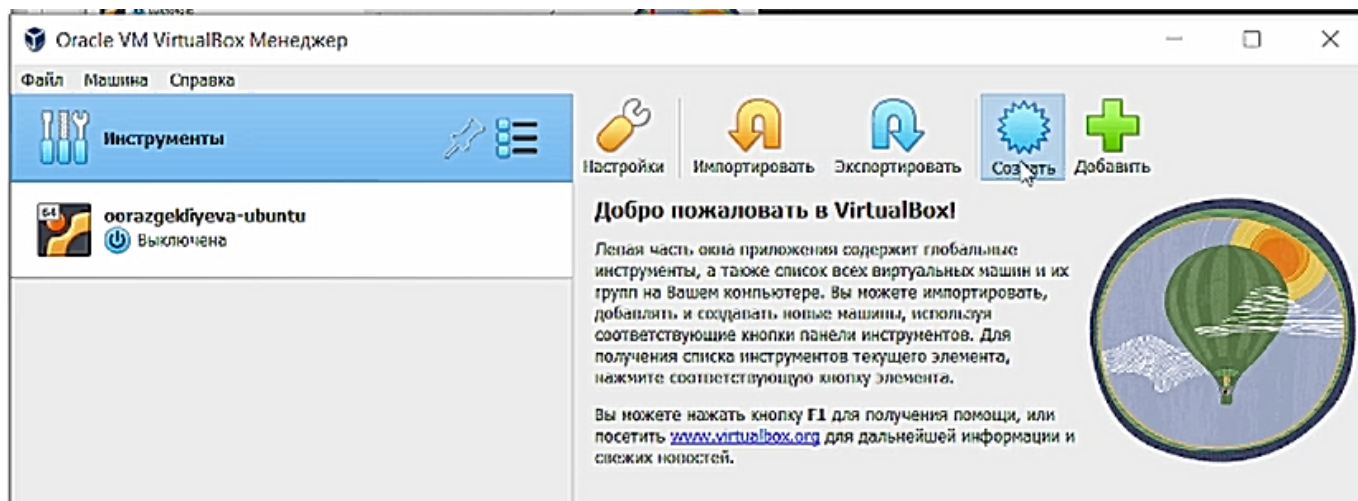 Oracle VM VirtualBox Менеджер
Файл Машина Справка
Инструменты
Настройки Импортировать Экспортировать Создать Добавить
64
oorazgekliyeva-ubuntu
Выключена
Добро пожаловать в VirtualBox!
Левая часть окна приложения содержит глобальные
инструменты, а также список всех виртуальных машин и их
групп на Вашем компьютере. Вы можете импортировать,
добавлять и создавать новые машины, используя
соответствующие кнопки панели инструментов. Для
получения списка инструментов текущего элемента,
нажмите соответствующую кнопку элемента.
Вы можете нажать кнопку F1 для получения помощи, или
посетить www.virtualbox.org для дальнейшей информации и
свежих новостей.